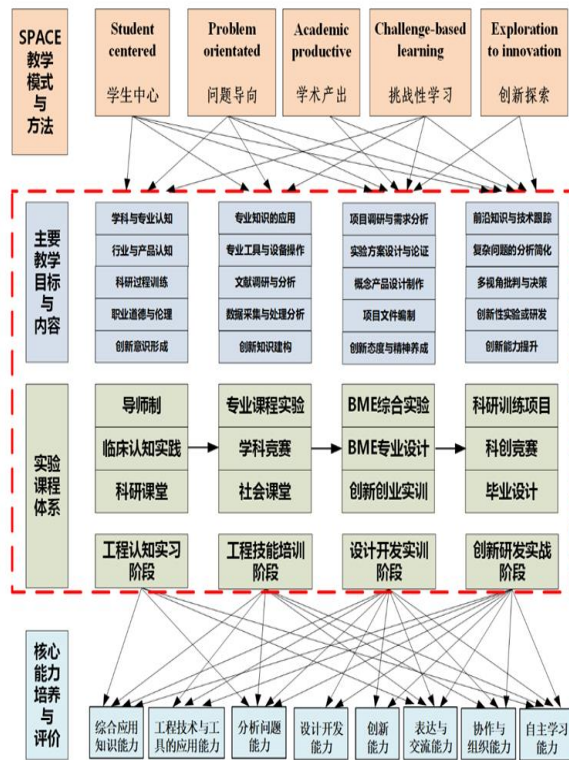 SPACE
教学
模式
与
方法
Student
centered
学生中心
Problem
orientated
问题导向
Academic
productive
学术产出
Challenge-based
learning
挑战性学习
Exploration
to innovation
创新探索
主要
教学
目标
与
内容
学科与专业认知
行业与产品认知
科研过程训练
职业道德与伦理
创新意识形成
专业知识的应用
专业工具与设备操作
文献调研与分析
数据采集与处理分析
创新知识建构
项目调研与需求分析
实验方案设计与论证
概念产品设计制作
项目文件编制
创新态度与精神养成
前沿知识与技术跟踪
复杂问题的分析简化
多视角批判与决策
创新性实验或研发
创新能力提升
实验
课程
体系
导师制
临床认知实践
科研课堂
专业课程实验
学科竞赛
社会课堂
BME综合实验
BME专业设计
创新创业实训
科研训练项目
科创竞赛
毕业设计
工程认知实习
阶段
工程技能培训
阶段
设计开发实训
阶段
创新研发实战
阶段
核心
能力
培养
与
评价
综合应用
知识能力
工程技术与工
具的应用能力
分析问题
能力
设计开发
能力
创新
能力
表达与
交流能力
协作与
组织能力
自主学习
能力